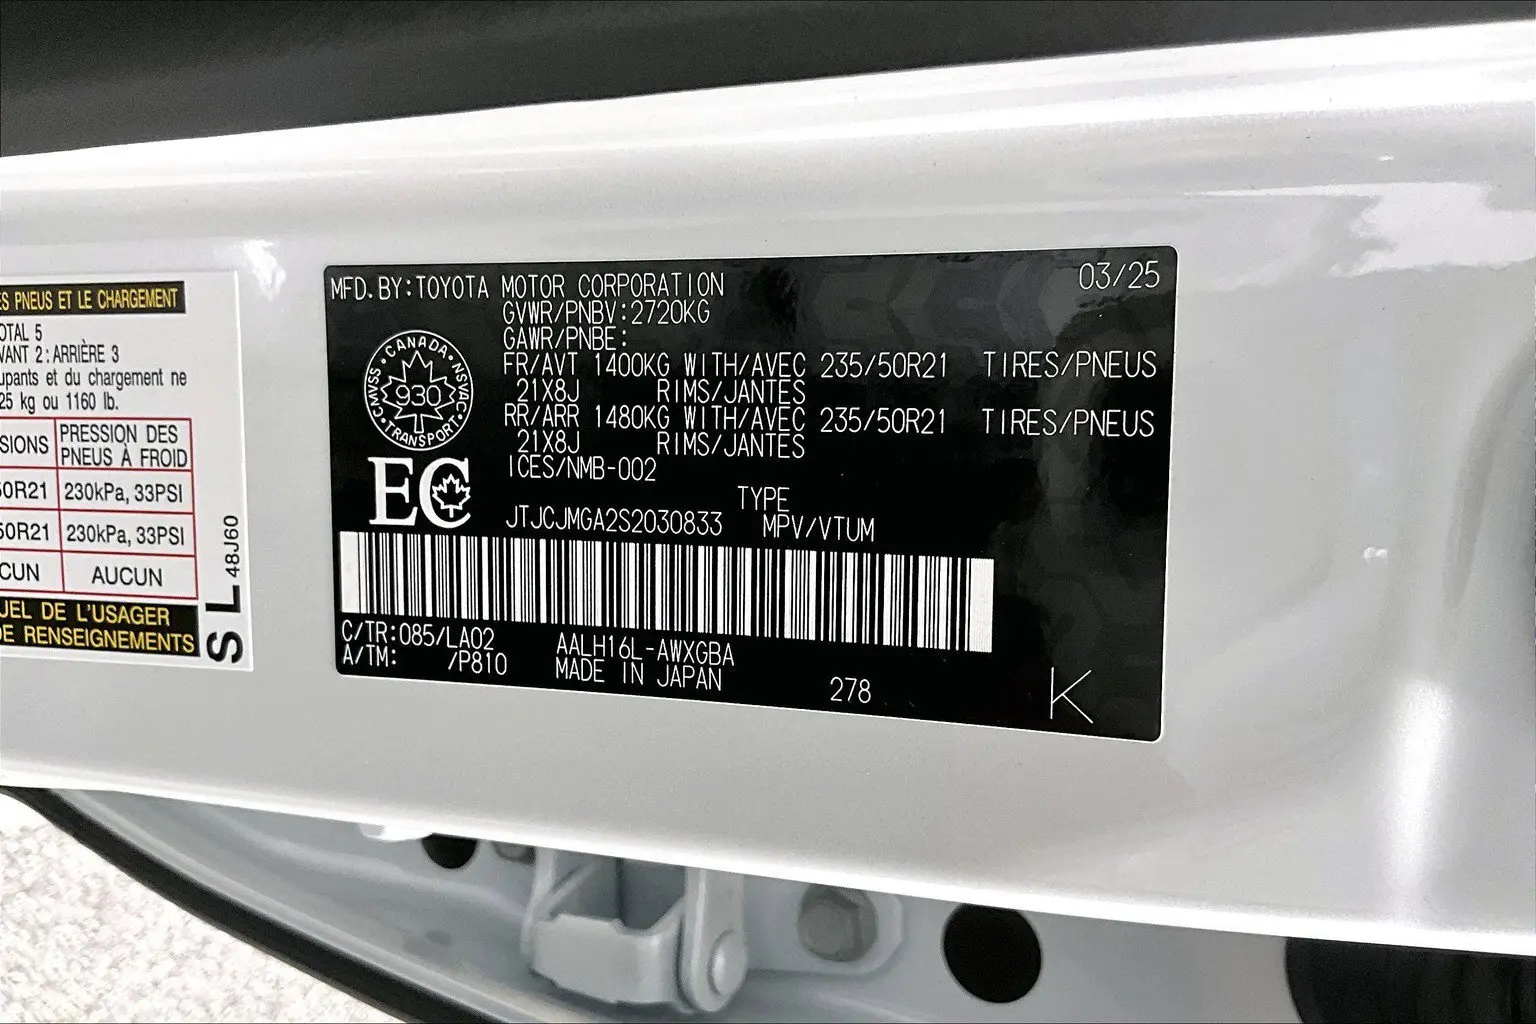 ES PNEUS ET LE CHARGEMENT
OTAL 5
VANT 2: ARRIÈRE 3
upants et du chargement ne
25 kg ou 1160 lb.
SIONS
PRESSION DES
PNEUS À FROID
50R21
230kPa, 33PSI
50R21
230kPa, 33PSI
CUN
AUCUN
UEL DE L'USAGER
DE RENSEIGNEMENTS
S L 48J60
MFD.BY:TOYOTA MOTOR CORPORATION 03/25
GVWR/PNBV:2720KG
GAWR/PNBE:
FR/AVT 1400KG WITH/AVEC 235/50R21 TIRES/PNEUS
21X8J RIMS/JANTES
RR/ARR 1480KG WITH/AVEC 235/50R21 TIRES/PNEUS
21X8J RIMS/JANTES
ICES/NMB-002
CANADA
CMVSS
930
NSVAC
TRANSPORT
EC
TYPE
JTJCJMGA2S2030833 MPV/VTUM
C/TR:085/LA02 AALH16L-AWXGBA
A/TM: /P810 MADE IN JAPAN
278
K